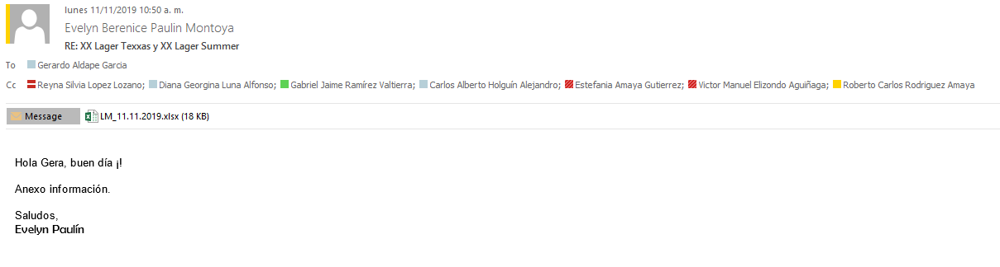 lunes 11/11/2019 10:50 a. m.
Evelyn Berenice Paulin Montoya
RE: XX Lager Texxas y XX Lager Summer
To Gerardo Aldape Garcia
Cc Reyna Silvia Lopez Lozano; Diana Georgina Luna Alfonso; Gabriel Jaime Ramírez Valtierra; Carlos Alberto Holguín Alejandro; Estefania Amaya Gutierrez; Victor Manuel Elizondo Aguiñaga; Roberto Carlos Rodriguez Amaya
Message LM_11.11.2019.xlsx (18 KB)
Hola Gera, buen día ¡!
Anexo información.
Saludos,
Evelyn Paulín